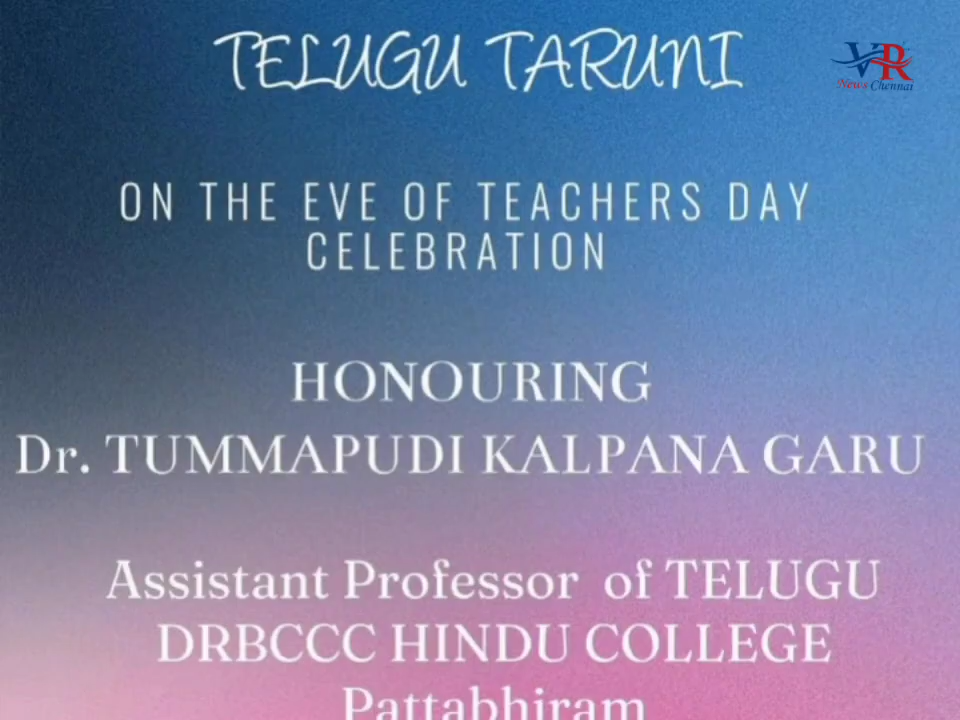 TELUGU TARUNI
VR
News Chennai
ON THE EVE OF TEACHERS DAY
CELEBRATION
HONOURING
Dr. TUMMAPUDI KALPANA GARU
Assistant Professor of TELUGU
DRBCCC HINDU COLLEGE
Pattabhiram